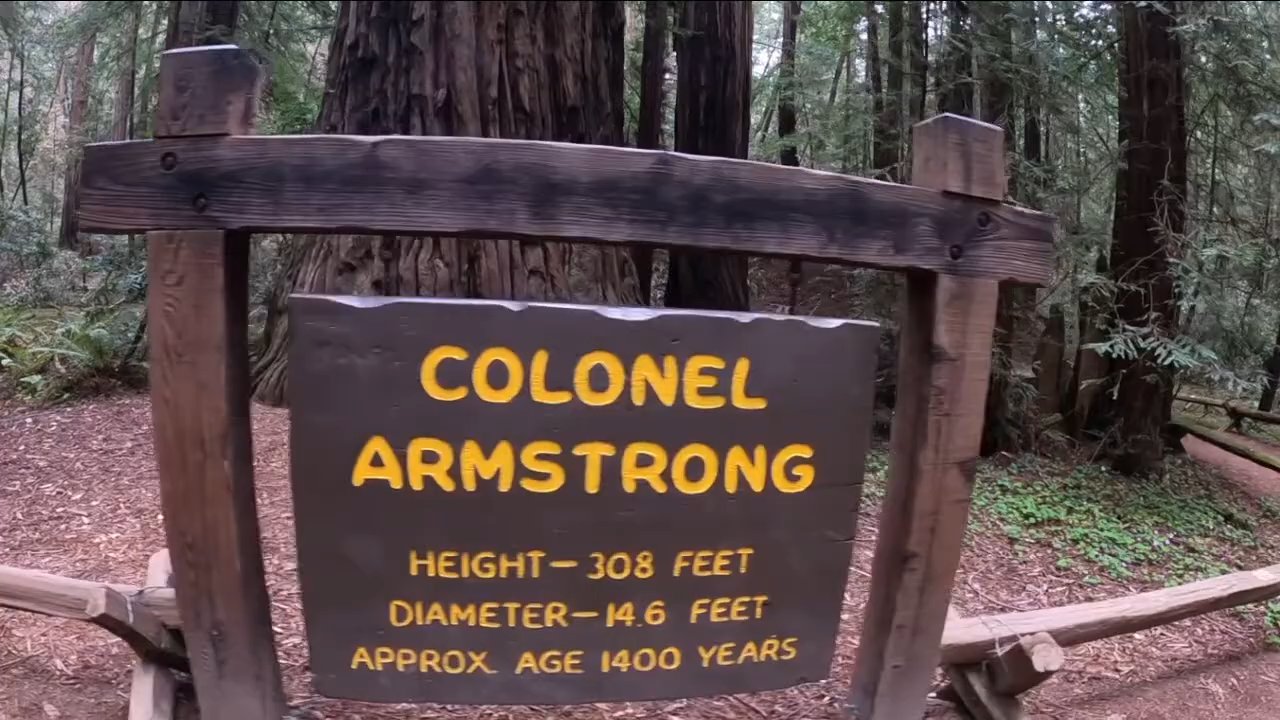 COLONEL
ARMSTRONG
HEIGHT-308 FEET
DIAMETER-14.6 FEET
APPROX. AGE 1400 YEARS